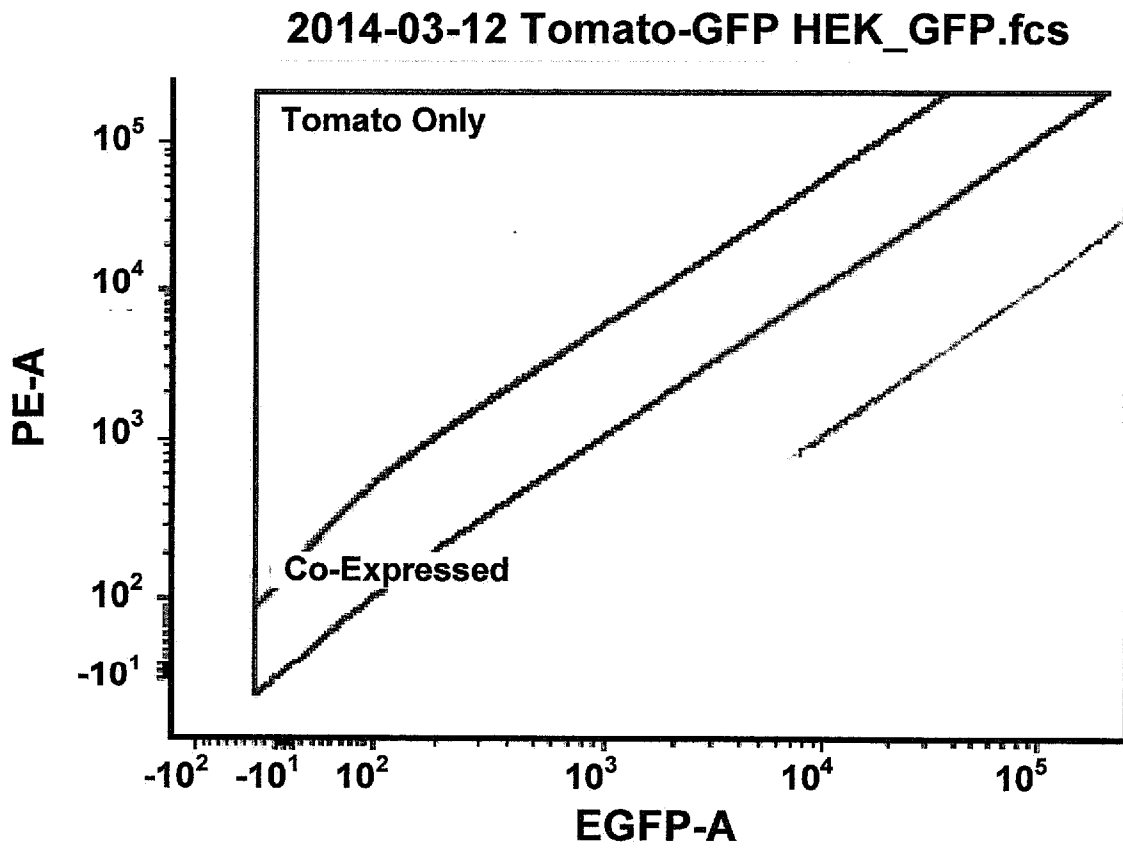 2014-03-12 Tomato-GFP HEK_GFP.fcs
Tomato Only
10^5
10^4
10^3
Co-Expressed
10^2
-10^1
PE-A
-10^2 -10^1 10^2 10^3 10^4 10^5
EGFP-A